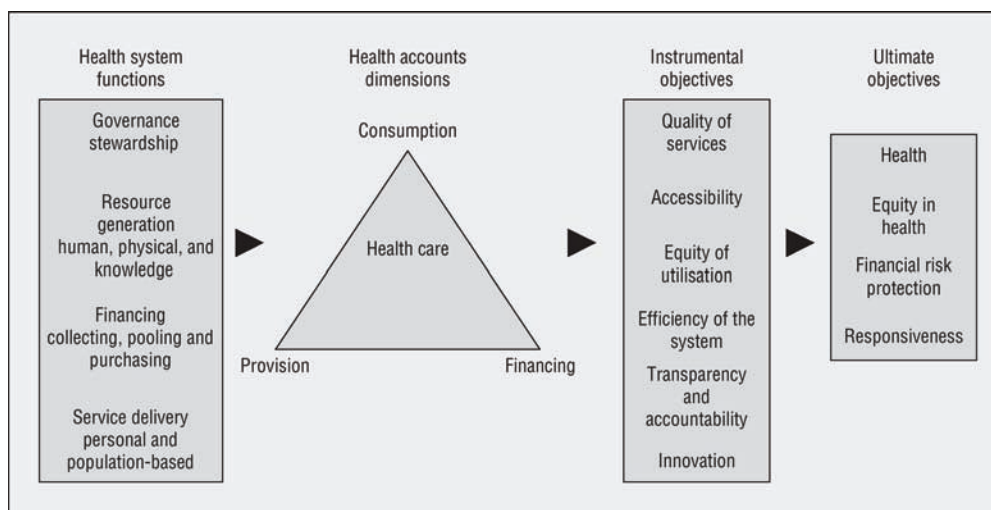 Health system
functions
Health accounts
dimensions
Instrumental
objectives
Ultimate
objectives
Governance
stewardship
Resource
generation
human, physical, and
knowledge
Financing
collecting, pooling and
purchasing
Service delivery
personal and
population-based
Consumption
Health care
Provision
Financing
Quality of
services
Accessibility
Equity of
utilisation
Efficiency of the
system
Transparency
and
accountability
Innovation
Health
Equity in
health
Financial risk
protection
Responsiveness